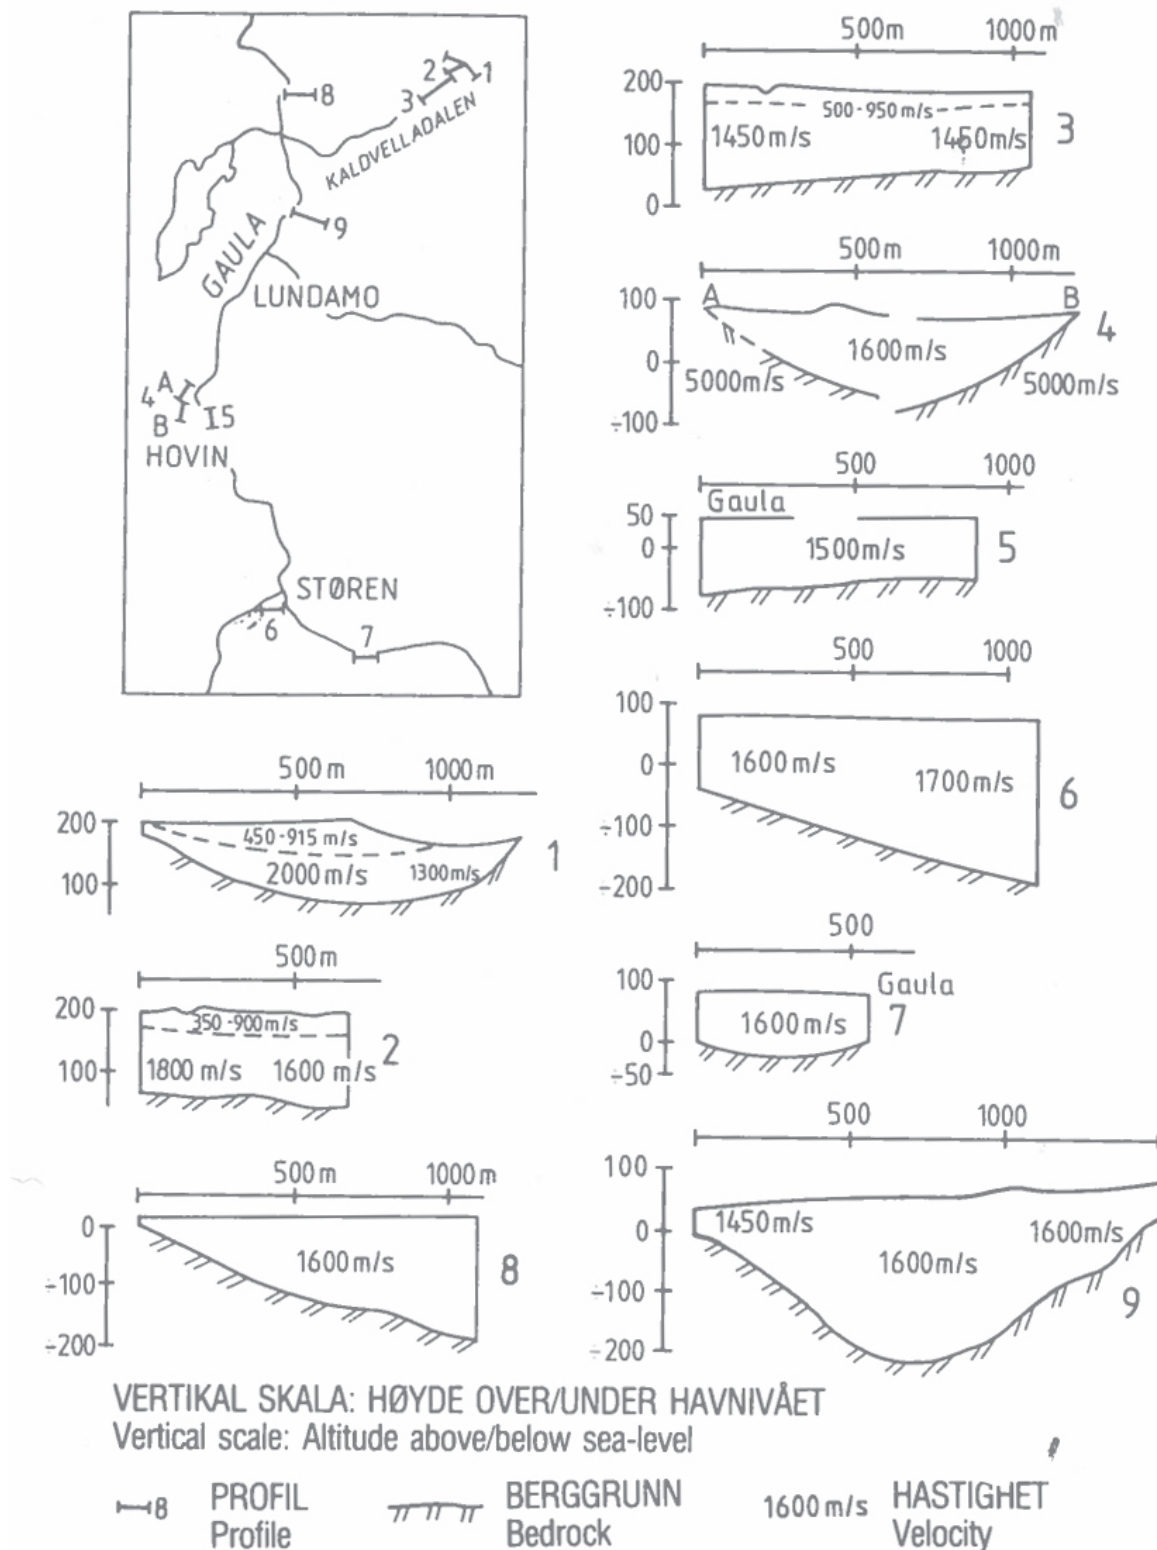 8
2
1
3
KALDVELLADALEN
9
GAULA
LUNDAMO
A
4
B
5
HOVIN
STØREN
6
7
500m 1000m
200
100
0
500-950 m/s
1450m/s 1450m/s
3
500m 1000m
100
0
÷100
A B
1600m/s
5000m/s 5000m/s
4
500 1000
50
0
÷100
Gaula
1500m/s
5
500 1000
100
0
÷100
÷200
1600m/s
1700m/s
6
500
100
0
÷50
Gaula
1600m/s
7
500m 1000m
200
100
450-915 m/s
2000m/s 1300m/s
1
500m
200
100
350-900m/s
1800 m/s 1600 m/s
2
500m 1000m
0
÷100
÷200
1600m/s
8
500 1000
100
0
÷100
÷200
1450m/s
1600m/s
1600m/s
9
VERTIKAL SKALA: HØYDE OVER/UNDER HAVNIVÅET
Vertical scale: Altitude above/below sea-level
8 PROFIL
Profile
BERGGRUNN
Bedrock
1600m/s HASTIGHET
Velocity